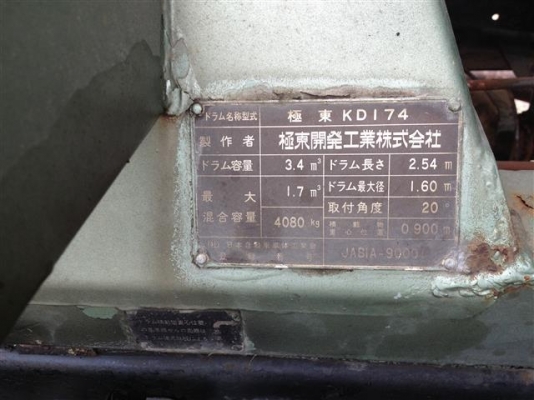 ドラム名称型式 極東 KD174
製作者 極東開発工業株式会社
ドラム容量 3.4 m³ ドラム長さ 2.54 m
最大 1.7 m³ ドラム最大径 1.60 m
混合容量 4080 kg 取付角度 20°
0.900 m
JABIA-9000